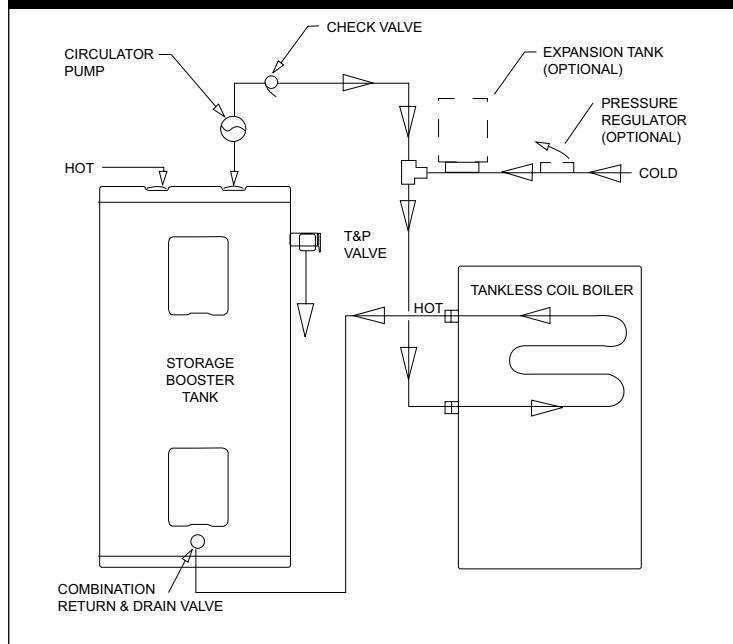 CHECK VALVE
CIRCULATOR
PUMP
EXPANSION TANK
(OPTIONAL)
PRESSURE
REGULATOR
(OPTIONAL)
HOT
COLD
T&P
VALVE
TANKLESS COIL BOILER
HOT
STORAGE
BOOSTER
TANK
COMBINATION
RETURN & DRAIN VALVE